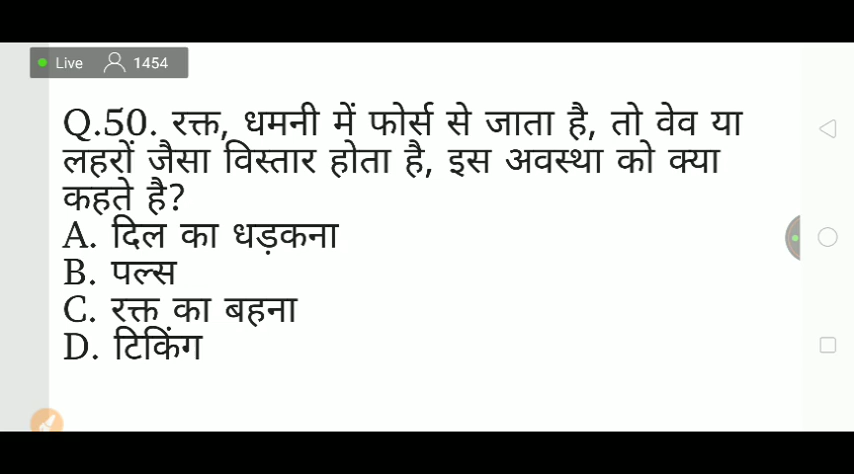 Live 1454
Q.50. रक्त, धमनी में फोर्स से जाता है, तो वेव या
लहरों जैसा विस्तार होता है, इस अवस्था को क्या
कहते है?
A. दिल का धड़कना
B. पल्स
C. रक्त का बहना
D. टिकिंग